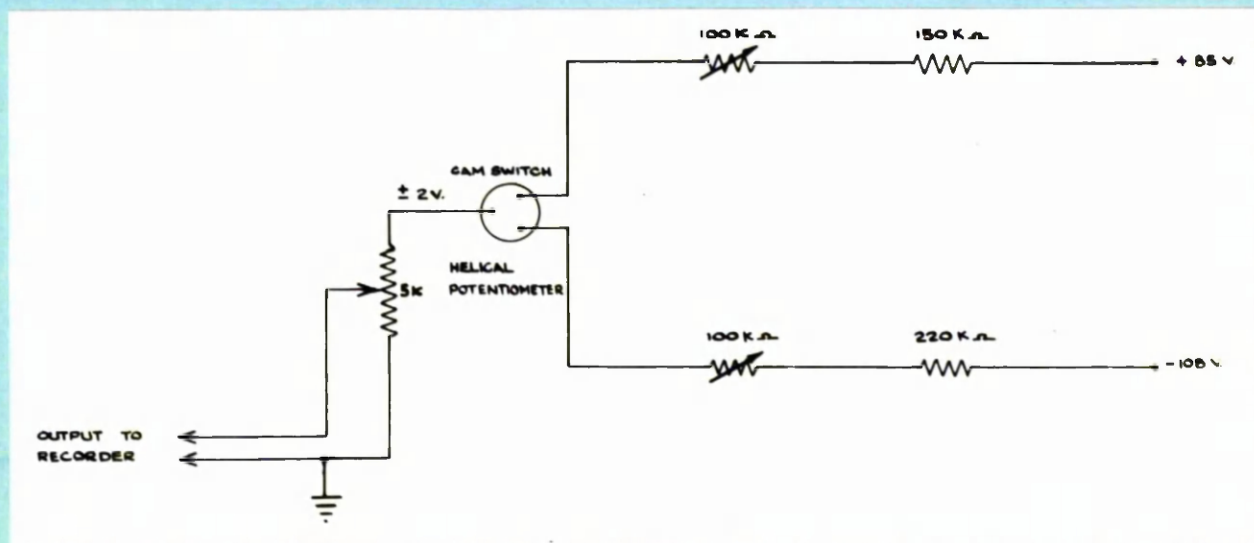 100 K Ω
150 K Ω
+ 85 V
CAM SWITCH
± 2 V.
HELICAL
POTENTIOMETER
5K
100 K Ω
220 K Ω
- 108 V.
OUTPUT TO
RECORDER